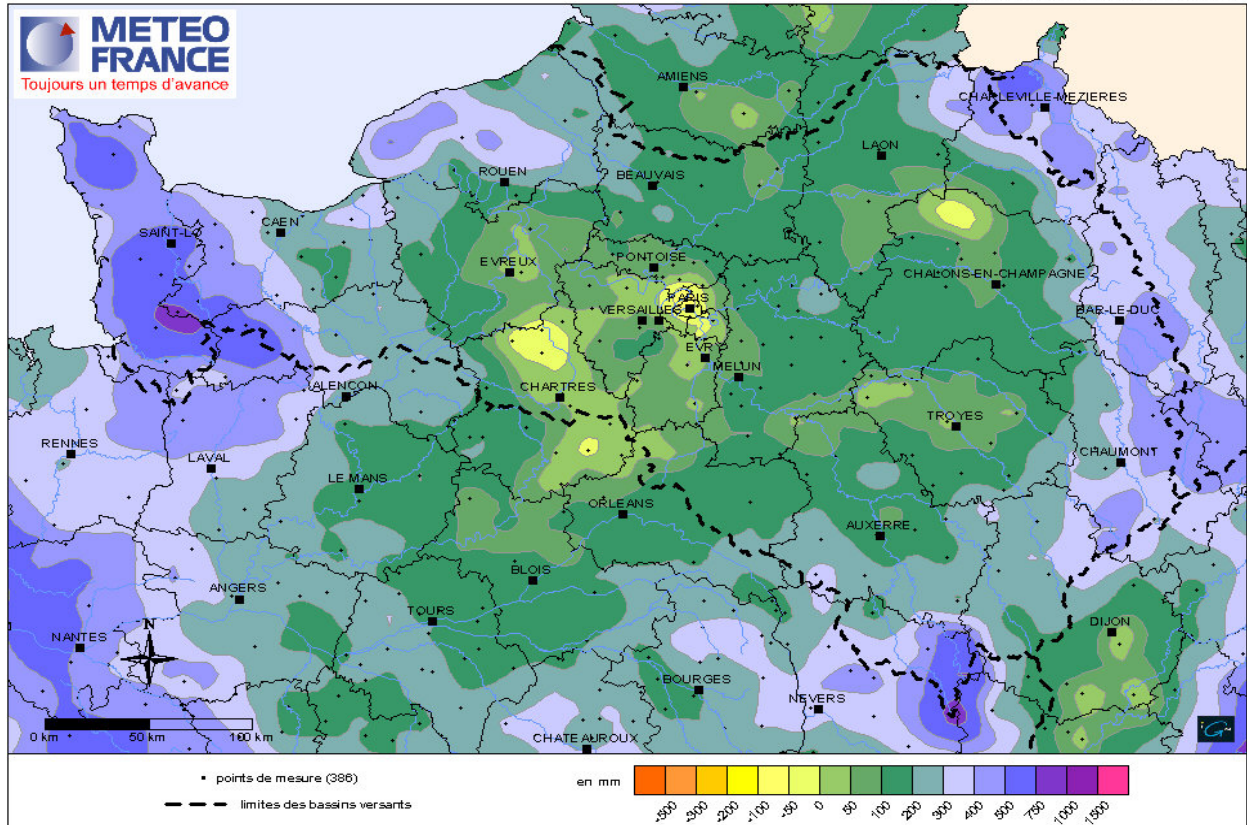 METEO
FRANCE
Toujours un temps d'avance
AMIENS
CHARLEVILLE-MEZIERES
LAON
ROUEN
BEAUVAIS
CAEN
SAINT-LO
EVREUX
PONTOISE
CHALONS-EN-CHAMPAGNE
PARIS
VERSAILLES
BAR-LE-DUC
EVRY
MELUN
ALENCON
CHARTRES
TROYES
RENNES
LAVAL
CHAUMONT
LE MANS
ORLEANS
AUXERRE
BLOIS
ANGERS
TOURS
DIJON
N
NANTES
BOURGES
NEVERS
0 km 50 km 100 km
CHATEAUROUX
points de mesure (386)
limites des bassins versants
en mm
-500 -300 -200 -100 -50 0 50 100 200 300 400 500 750 1000 1500